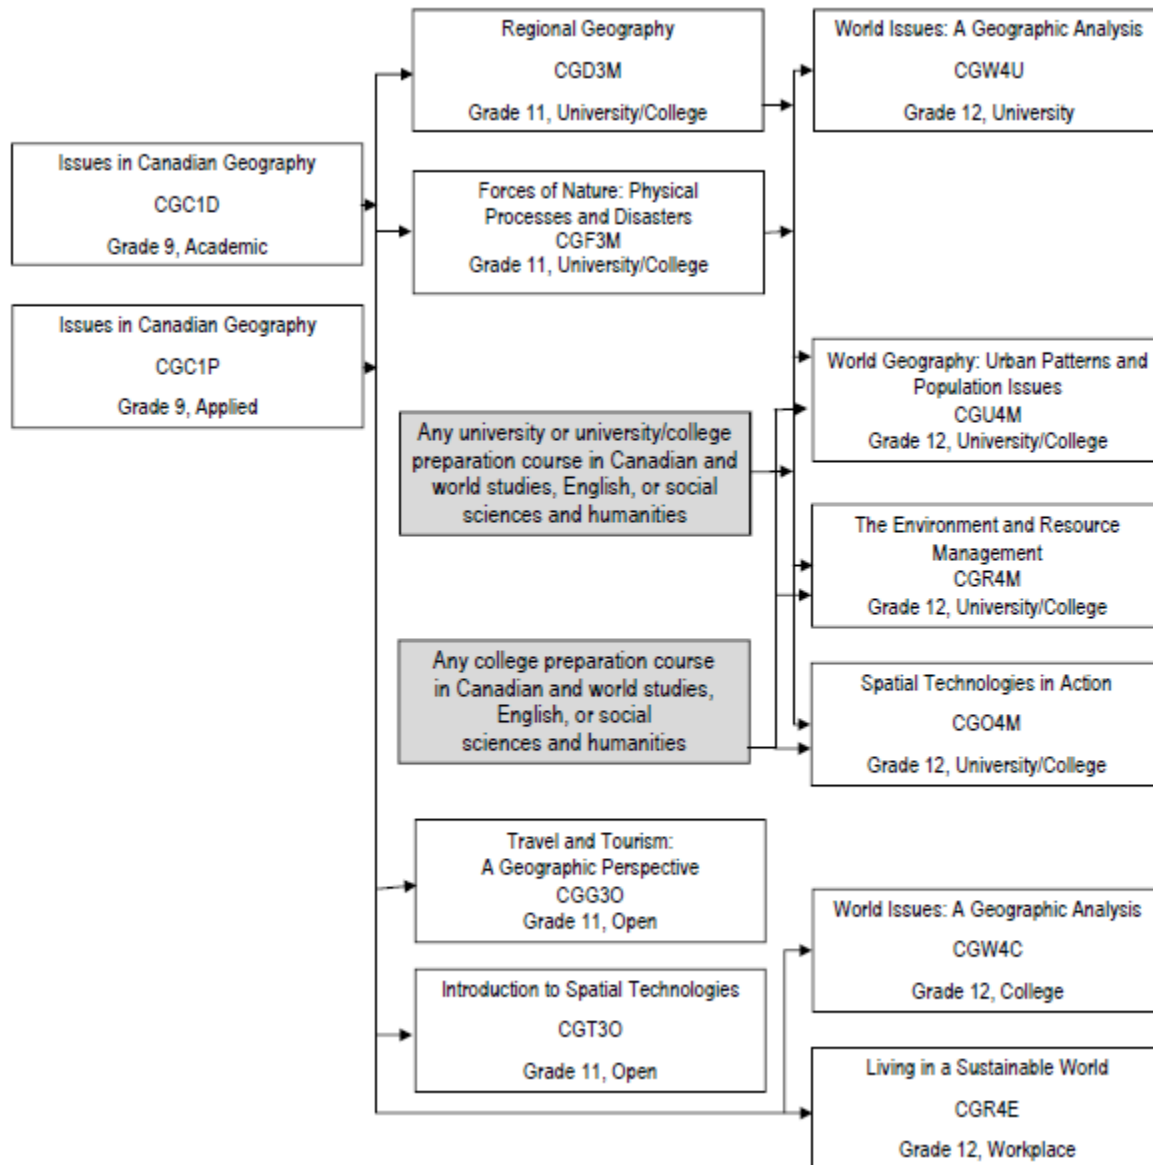 Issues in Canadian Geography
CGC1D
Grade 9, Academic
Issues in Canadian Geography
CGC1P
Grade 9, Applied
Regional Geography
CGD3M
Grade 11, University/College
Forces of Nature: Physical
Processes and Disasters
CGF3M
Grade 11, University/College
Any university or university/college
preparation course in Canadian and
world studies, English, or social
sciences and humanities
Any college preparation course
in Canadian and world studies,
English, or social
sciences and humanities
Travel and Tourism:
A Geographic Perspective
CGG3O
Grade 11, Open
Introduction to Spatial Technologies
CGT3O
Grade 11, Open
World Issues: A Geographic Analysis
CGW4U
Grade 12, University
World Geography: Urban Patterns and
Population Issues
CGU4M
Grade 12, University/College
The Environment and Resource
Management
CGR4M
Grade 12, University/College
Spatial Technologies in Action
CGO4M
Grade 12, University/College
World Issues: A Geographic Analysis
CGW4C
Grade 12, College
Living in a Sustainable World
CGR4E
Grade 12, Workplace